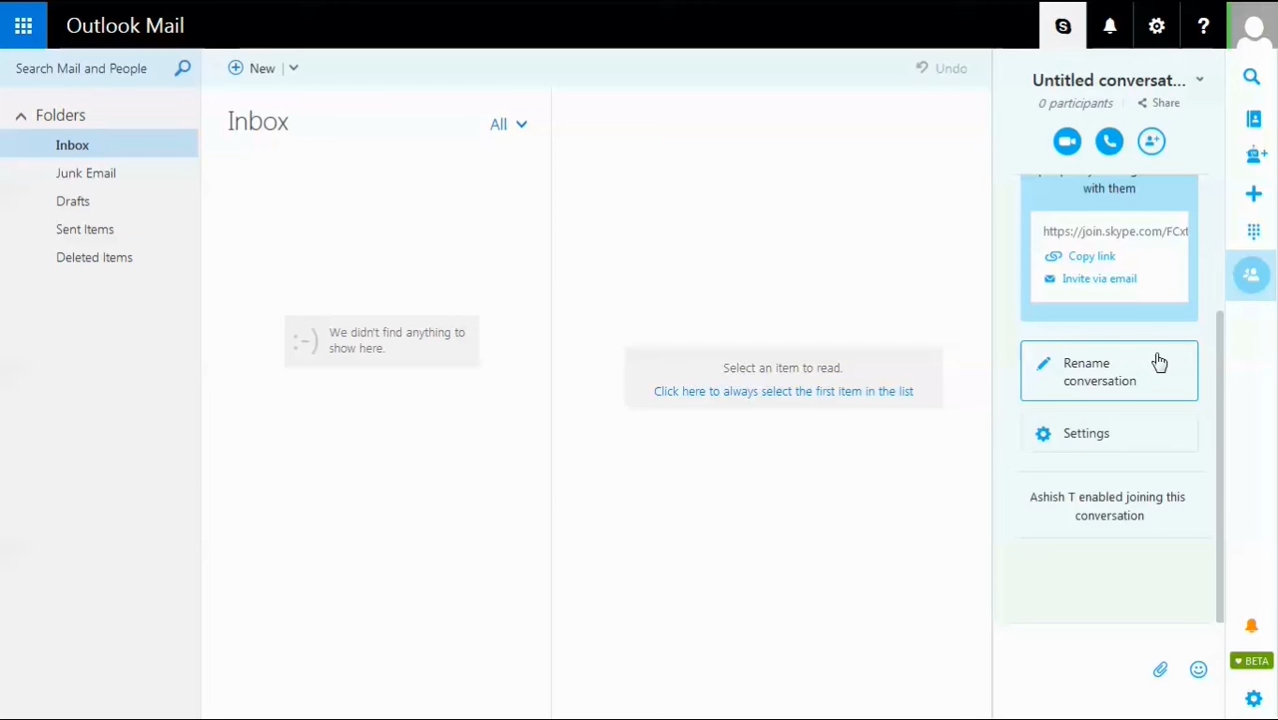 Outlook Mail
?
Search Mail and People
Folders
Inbox
Junk Email
Drafts
Sent Items
Deleted Items
New
Undo
Inbox
All
:-)
We didn't find anything to
show here.
Select an item to read.
Click here to always select the first item in the list
Untitled conversat...
0 participants
Share
with them
https://join.skype.com/FCxt
Copy link
Invite via email
Rename
conversation
Settings
Ashish T enabled joining this
conversation
BETA